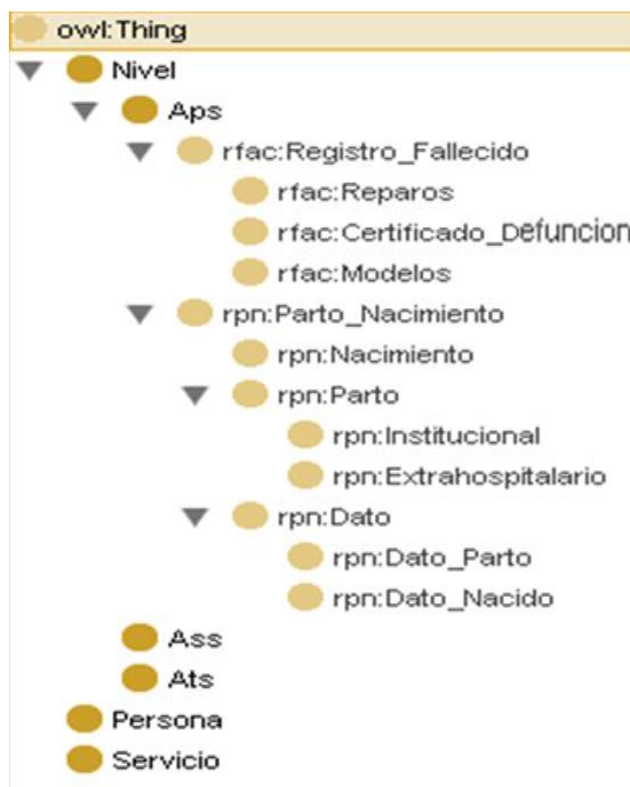 owl:Thing
Nivel
Aps
rfac:Registro_Fallecido
rfac:Reparos
rfac:Certificado_Defuncion
rfac:Modelos
rpn:Parto_Nacimiento
rpn:Nacimiento
rpn:Parto
rpn:Institucional
rpn:Extrahospitalario
rpn:Dato
rpn:Dato_Parto
rpn:Dato_Nacido
Ass
Ats
Persona
Servicio